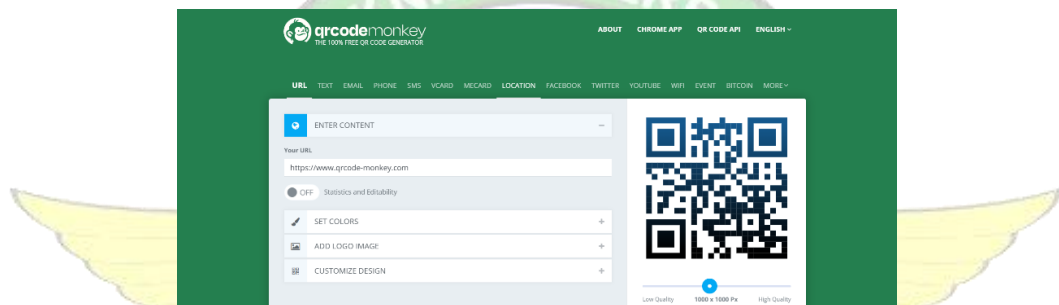 qrcodemonkey
THE 100% FREE QR CODE GENERATOR
ABOUT CHROME APP QR CODE API ENGLISH
URL TEXT EMAIL PHONE SMS VCARD MECARD LOCATION FACEBOOK TWITTER YOUTUBE WIFI EVENT BITCOIN MORE
ENTER CONTENT
Your URL
https://www.qrcode-monkey.com
OFF Statistics and Editability
SET COLORS
ADD LOGO IMAGE
CUSTOMIZE DESIGN
Low Quality 1000 x 1000 Px High Quality